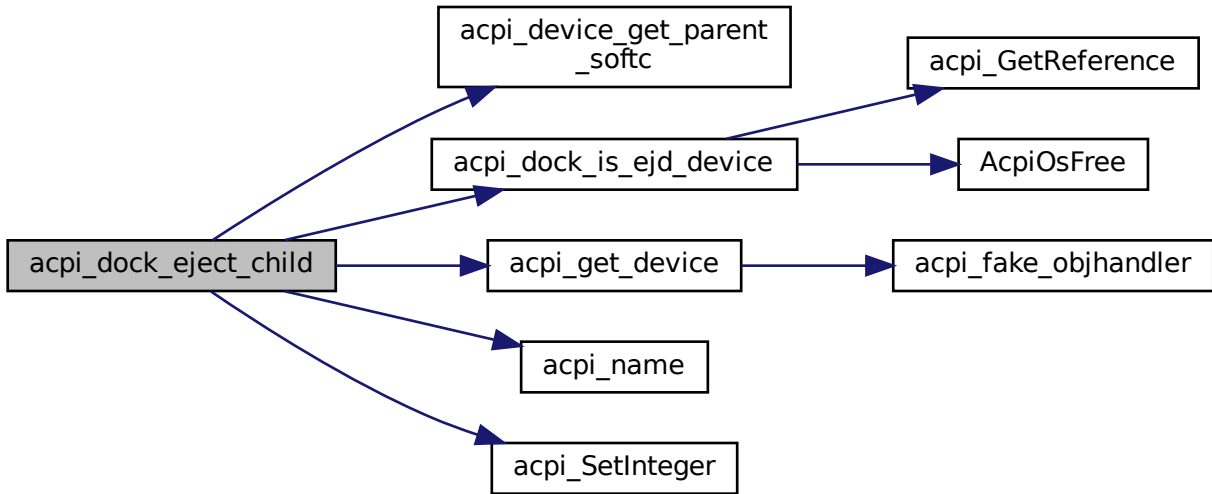 acpi_device_get_parent
_softc
acpi_GetReference
acpi_dock_is_ejd_device
AcpiOsFree
acpi_dock_eject_child
acpi_get_device
acpi_fake_objhandler
acpi_name
acpi_SetInteger